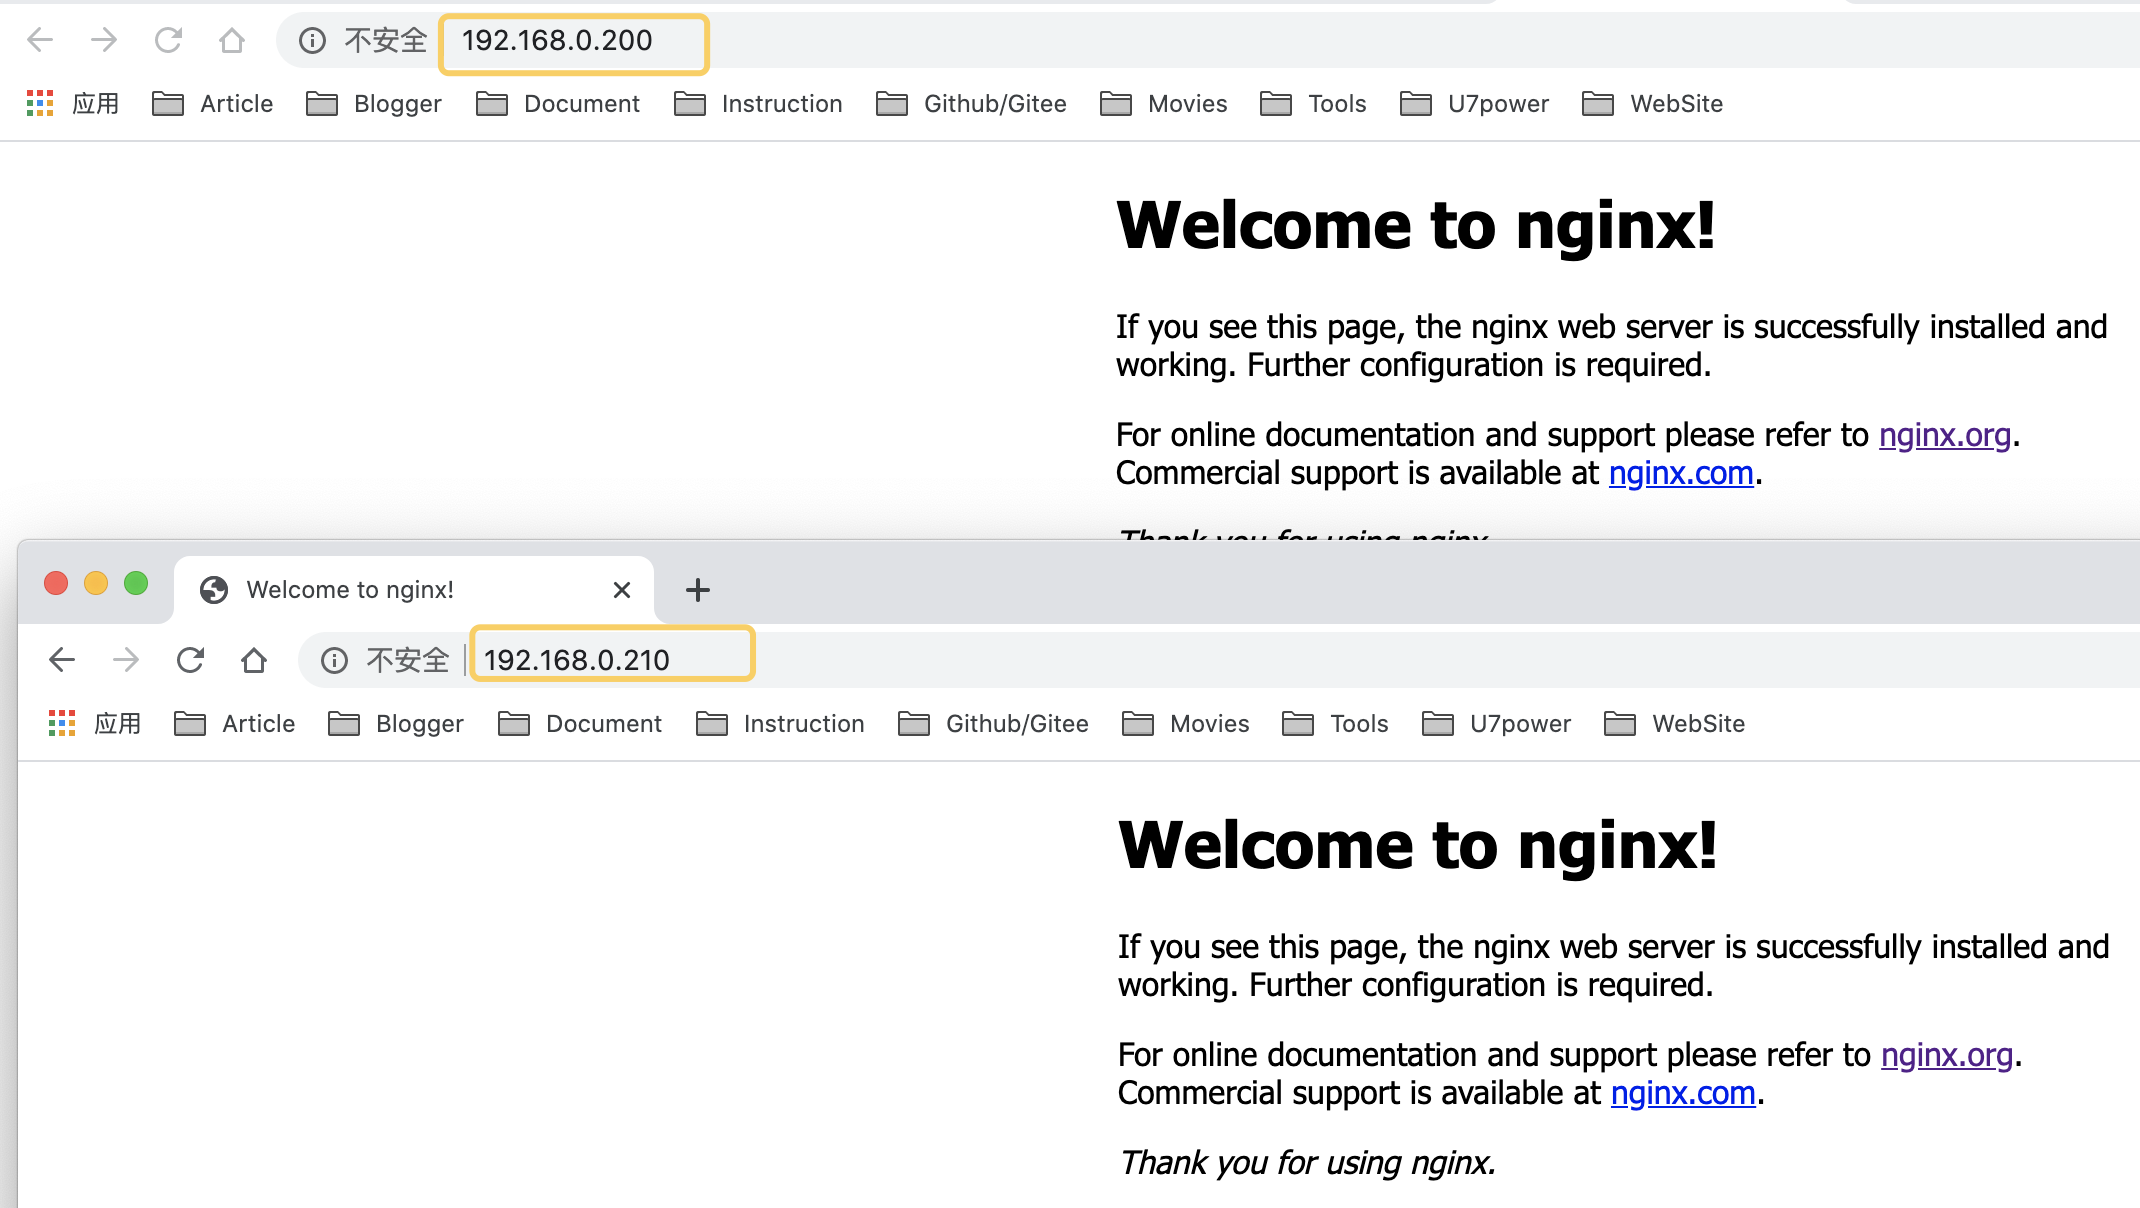 不安全 192.168.0.200
应用 Article Blogger Document Instruction Github/Gitee Movies Tools U7power WebSite
Welcome to nginx!
If you see this page, the nginx web server is successfully installed and
working. Further configuration is required.
For online documentation and support please refer to nginx.org.
Commercial support is available at nginx.com.
Thank you for using nginx.
Welcome to nginx!
不安全 | 192.168.0.210
应用 Article Blogger Document Instruction Github/Gitee Movies Tools U7power WebSite
Welcome to nginx!
If you see this page, the nginx web server is successfully installed and
working. Further configuration is required.
For online documentation and support please refer to nginx.org.
Commercial support is available at nginx.com.
Thank you for using nginx.